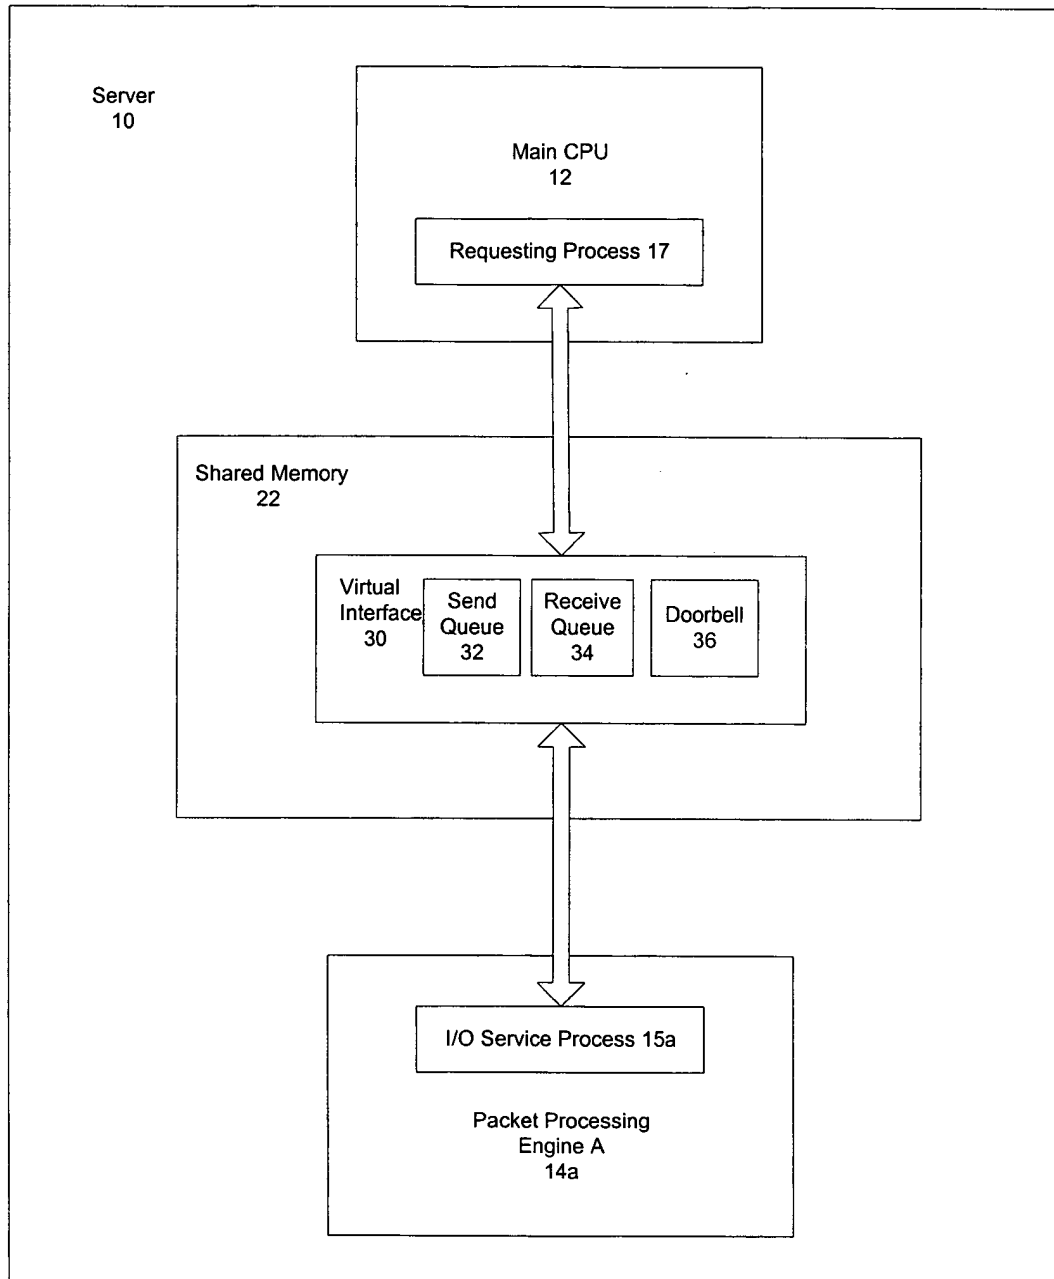 Server
10
Main CPU
12
Requesting Process 17
Shared Memory
22
Virtual
Interface
30
Send
Queue
32
Receive
Queue
34
Doorbell
36
I/O Service Process 15a
Packet Processing
Engine A
14a